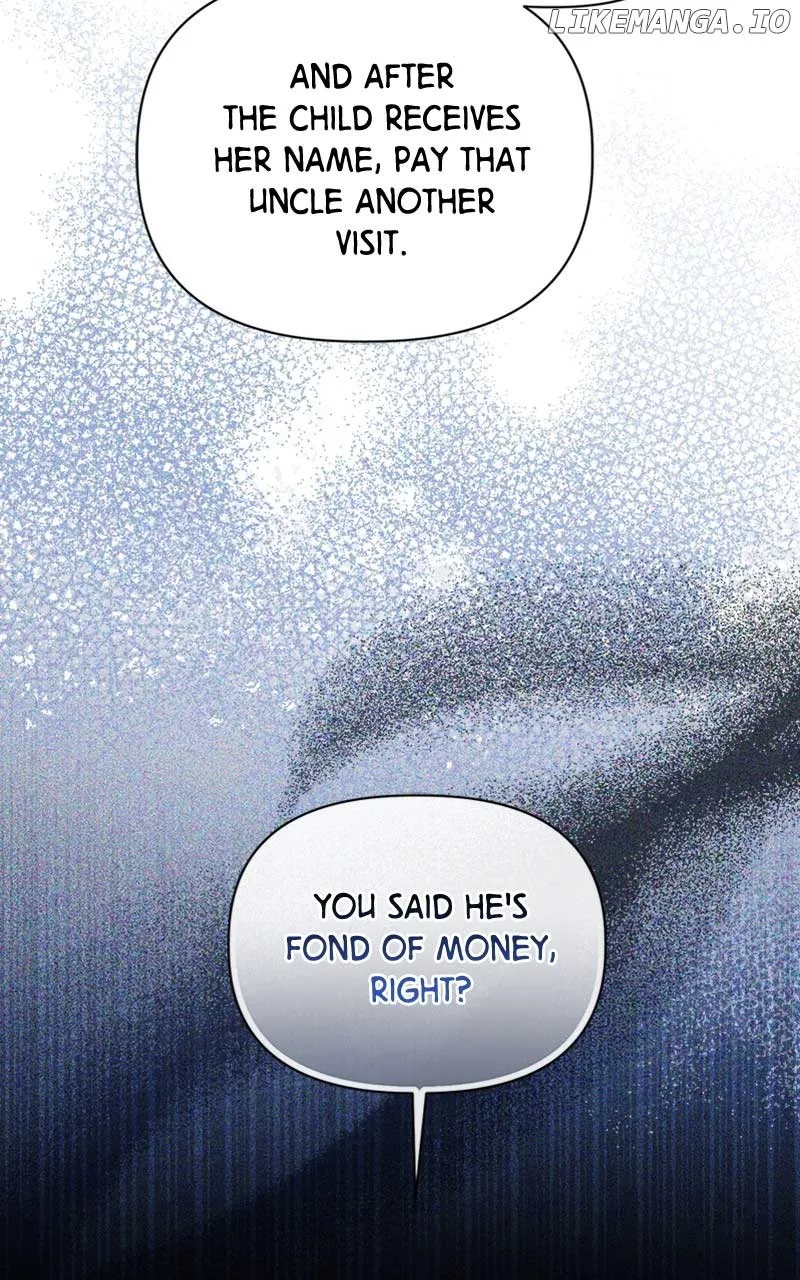 LIKEMANGA.IO
AND AFTER
THE CHILD RECEIVES
HER NAME, PAY THAT
UNCLE ANOTHER
VISIT.
YOU SAID HE'S
FOND OF MONEY,
RIGHT?